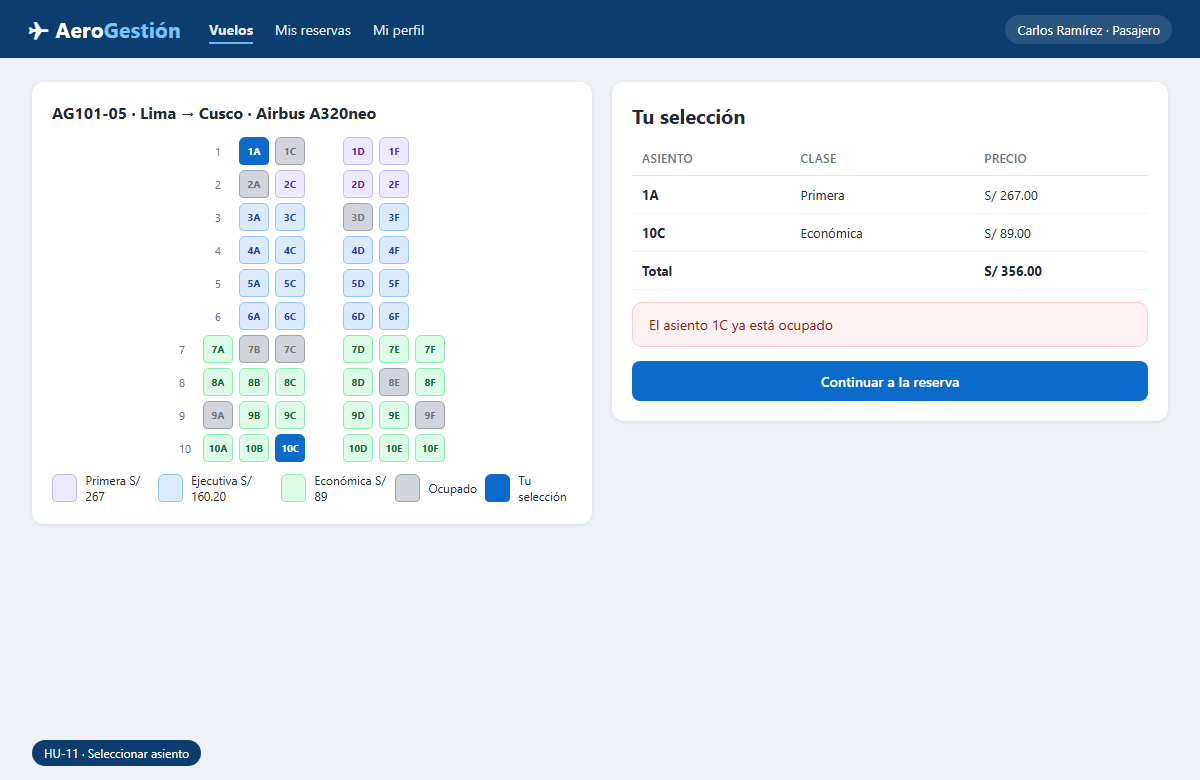 ✈ AeroGestión Vuelos Mis reservas Mi perfil Carlos Ramírez · Pasajero
AG101-05 · Lima → Cusco · Airbus A320neo
1 1A 1C 1D 1F
2 2A 2C 2D 2F
3 3A 3C 3D 3F
4 4A 4C 4D 4F
5 5A 5C 5D 5F
6 6A 6C 6D 6F
7 7A 7B 7C 7D 7E 7F
8 8A 8B 8C 8D 8E 8F
9 9A 9B 9C 9D 9E 9F
10 10A 10B 10C 10D 10E 10F
Primera S/
267
Ejecutiva S/
160.20
Económica S/
89
Ocupado
Tu
selección
Tu selección
ASIENTO CLASE PRECIO
1A Primera S/ 267.00
10C Económica S/ 89.00
Total S/ 356.00
El asiento 1C ya está ocupado
Continuar a la reserva
HU-11 · Seleccionar asiento